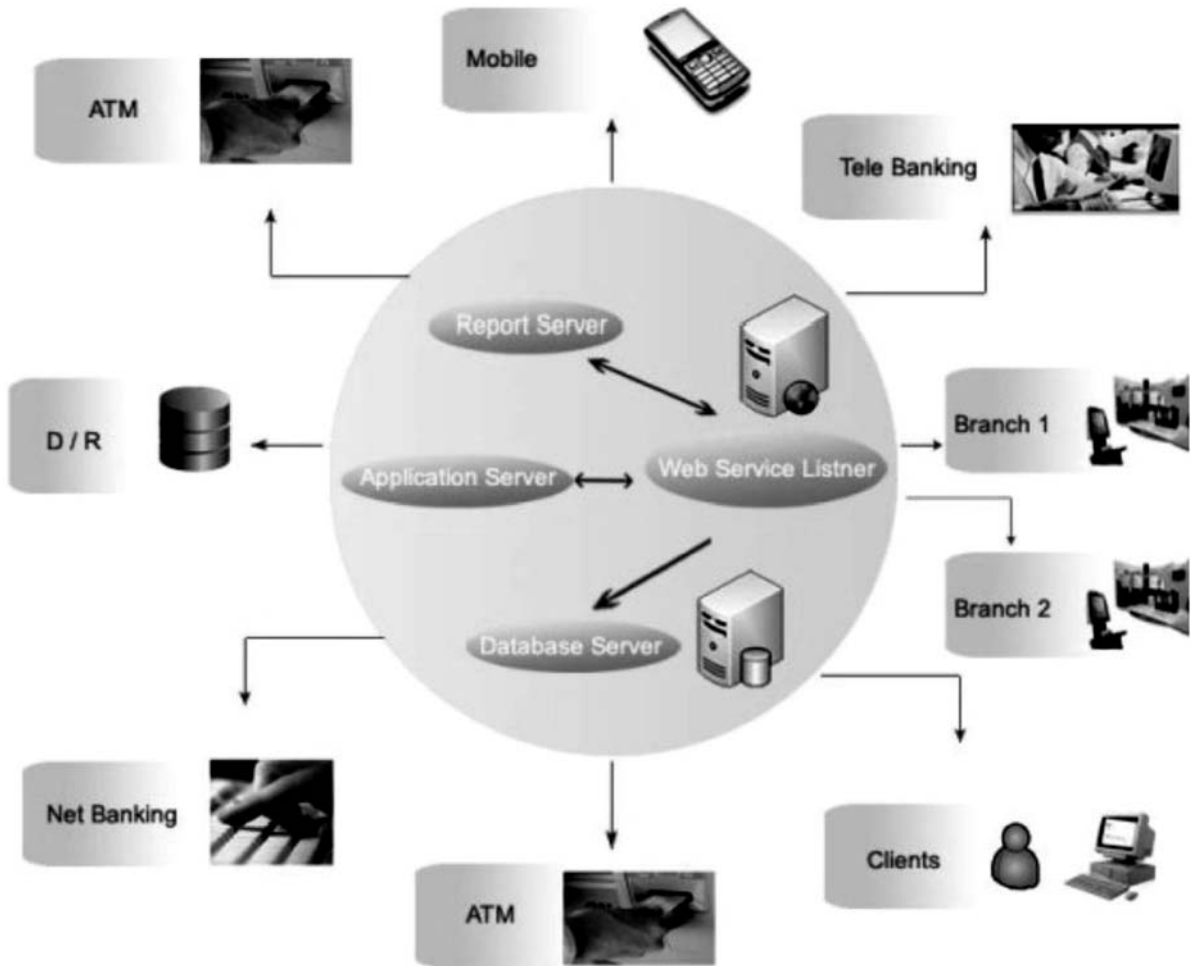 Mobile
ATM
Tele Banking
Report Server
D / R
Branch 1
Application Server
Web Service Listner
Branch 2
Database Server
Net Banking
Clients
ATM